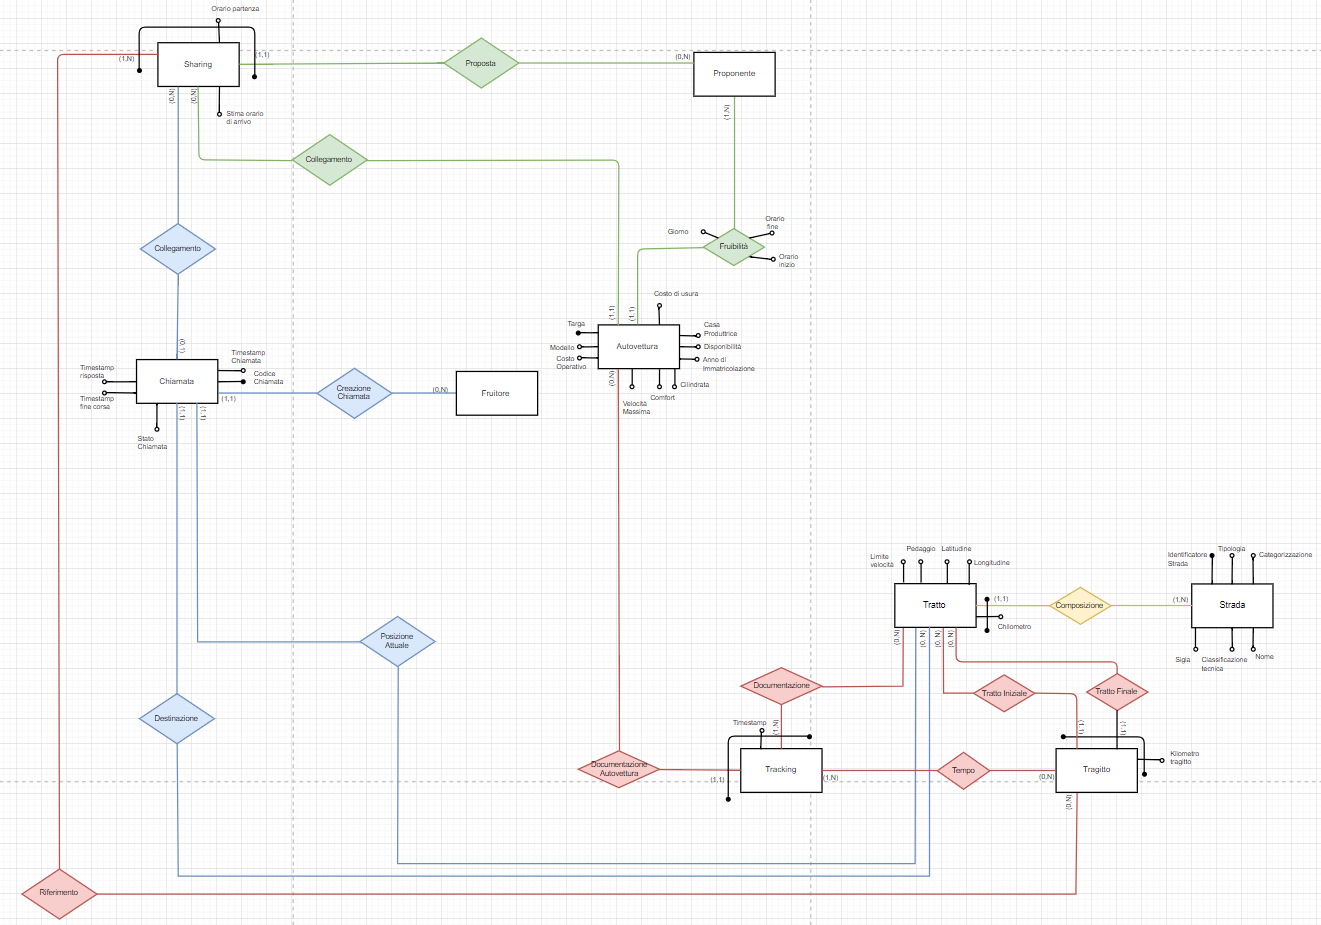 Orario partenza
(1,N)
(1,1)
Sharing
(0,N)
(0,N)
Stima orario
di arrivo
Proposta
(0,N)
Proponente
(1,N)
Collegamento
Collegamento
Giorno
Orario
fine
Fruibilità
Orario
inizio
(0,1)
(1,1)
(1,1)
Costo di usura
Targa
Casa
Produttrice
Modello
Autovettura
Disponibilità
Costo
Operativo
Anno di
immatricolazione
(0,N)
Cilindrata
Velocità
Massima
Comfort
Timestamp
risposta
Timestamp
Chiamata
Chiamata
Codice
Chiamata
Timestamp
fine corsa
(1,1)
Stato
Chiamata
(1,1)
(1,1)
Creazione
Chiamata
(0,N)
Fruitore
Limite
velocità
Pedaggio
Latitudine
Longitudine
Tratto
(1,1)
Chilometro
Composizione
(1,N)
Identificatore
Strada
Tipologia
Categorizzazione
Strada
Sigla
Classificazione
tecnica
Nome
(0,N)
(0, N)
(0, N)
(0, N)
Posizione
Attuale
Destinazione
Documentazione
Tratto Iniziale
Tratto Finale
Timestamp
(1,N)
(1,1)
(1,1)
Documentazione
Autovettura
(1,1)
Tracking
(1,N)
Tempo
(0,N)
Tragitto
Kilometro
tragitto
(0,N)
Riferimento